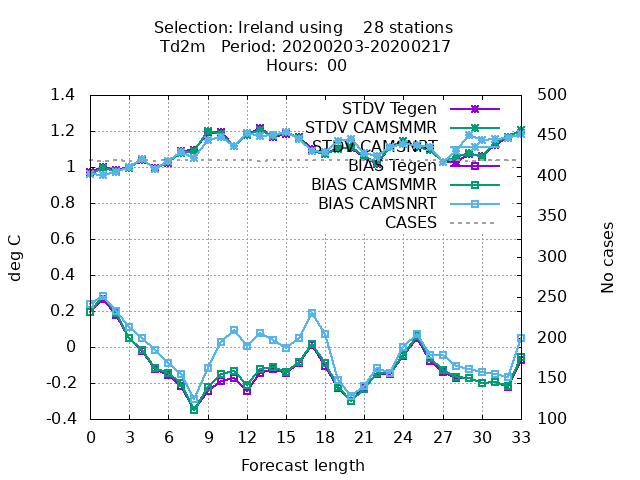 Selection: Ireland using    28 stations
Td2m   Period: 20200203-20200217
Hours:  00
1.4
1.2
1
0.8
0.6
0.4
0.2
0
-0.2
-0.4
deg C
STDV Tegen
STDV CAMSMMR
STDV CAMSNRT
BIAS Tegen
BIAS CAMSMMR
BIAS CAMSNRT
CASES
500
450
400
350
300
250
200
150
100
No cases
0 3 6 9 12 15 18 21 24 27 30 33
Forecast length